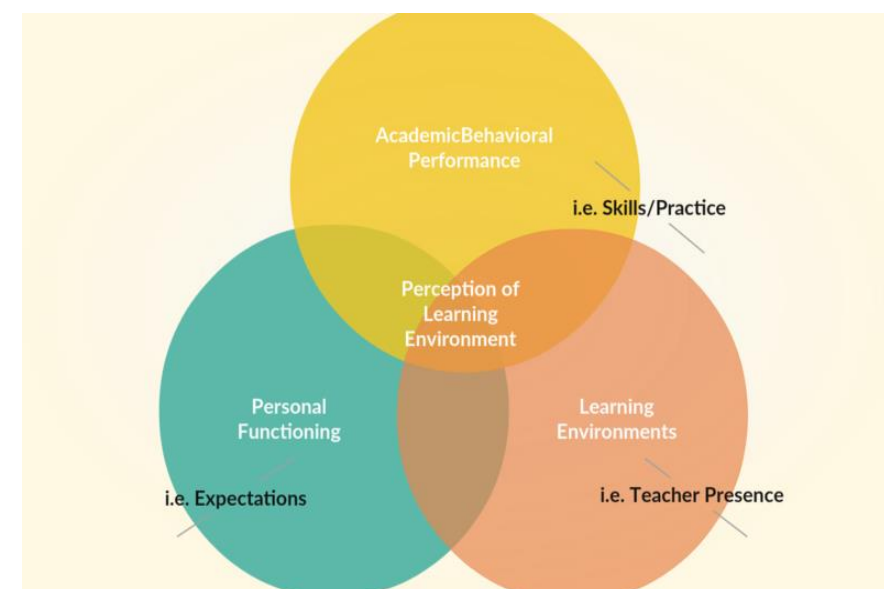 AcademicBehavioral
Performance
i.e. Skills/Practice
Perception of
Learning
Environment
Personal
Functioning
Learning
Environments
i.e. Expectations
i.e. Teacher Presence